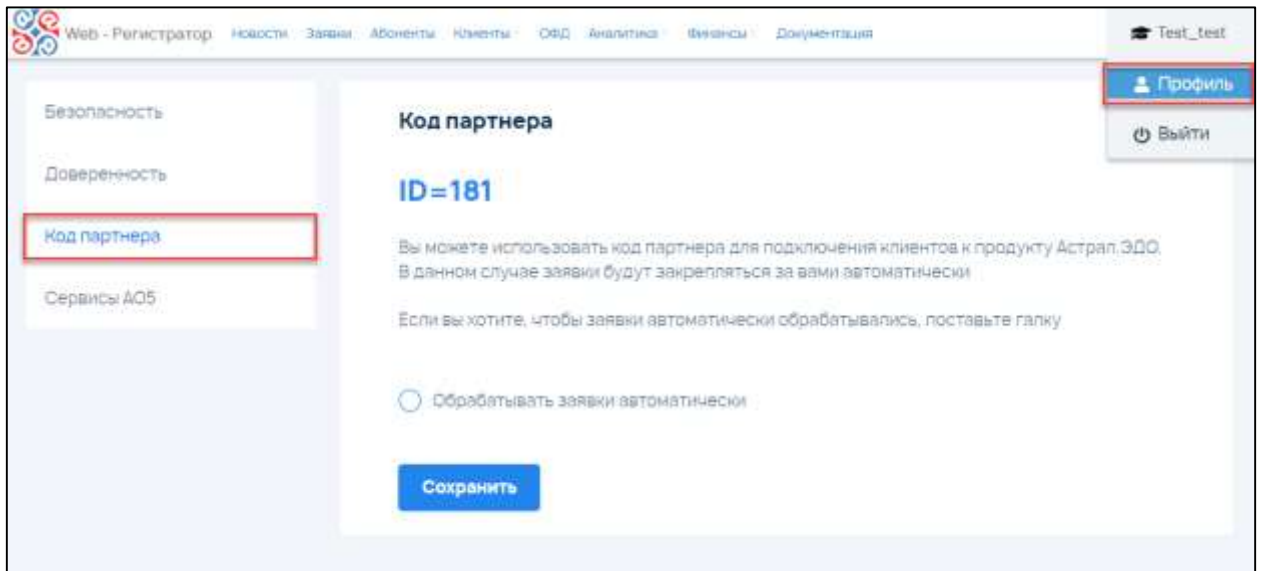 Web - Регистратор Новости Заявки Абоненты Клиенты ОФД Аналитика Финансы Документация Test_test
Профиль
Выйти
Безопасность
Доверенность
Код партнера
Сервисы АО5
Код партнера
ID=181
Вы можете использовать код партнера для подключения клиентов к продукту Астрал.ЭДО.
В данном случае заявки будут закрепляться за вами автоматически
Если вы хотите, чтобы заявки автоматически обрабатывались, поставьте галку
Обрабатывать заявки автоматически
Сохранить